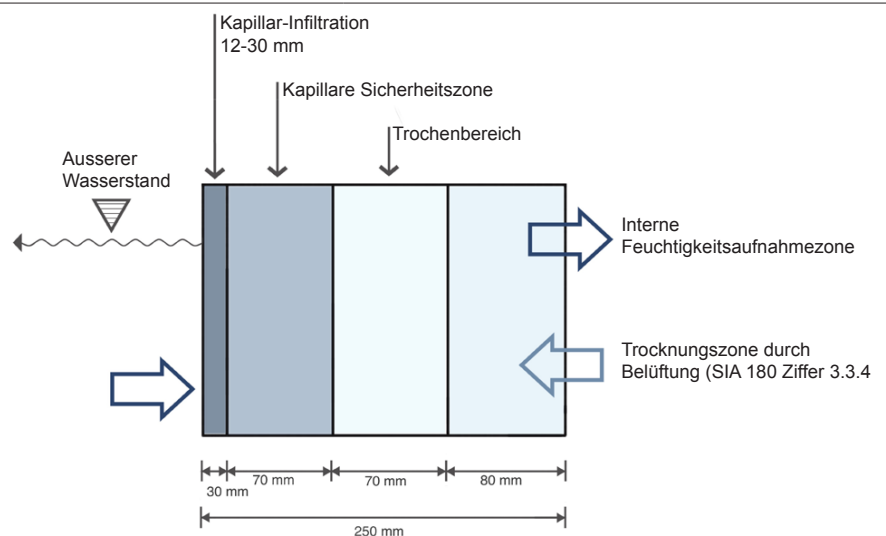 Kapillar-Infiltration
12-30 mm
Kapillare Sicherheitszone
Trochenbereich
Ausserer
Wasserstand
Interne
Feuchtigkeitsaufnahmezone
Trocknungszone durch
Belüftung (SIA 180 Ziffer 3.3.4
30 mm
70 mm
70 mm
80 mm
250 mm